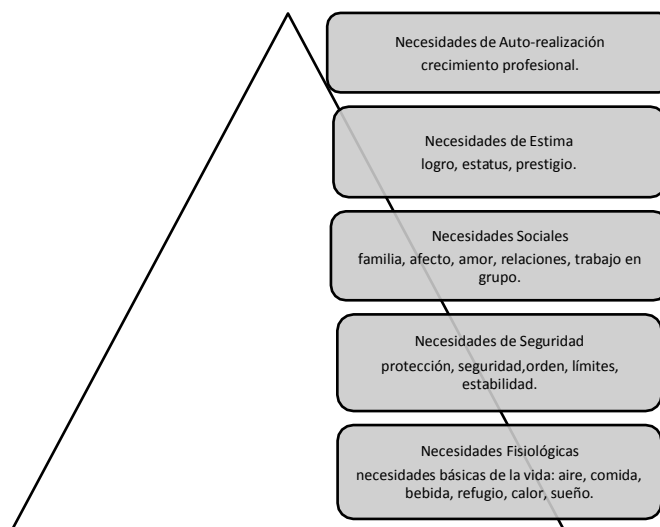 Necesidades de Auto-realización
crecimiento profesional.
Necesidades de Estima
logro, estatus, prestigio.
Necesidades Sociales
familia, afecto, amor, relaciones, trabajo en
grupo.
Necesidades de Seguridad
protección, seguridad,orden, límites,
estabilidad.
Necesidades Fisiológicas
necesidades básicas de la vida: aire, comida,
bebida, refugio, calor, sueño.